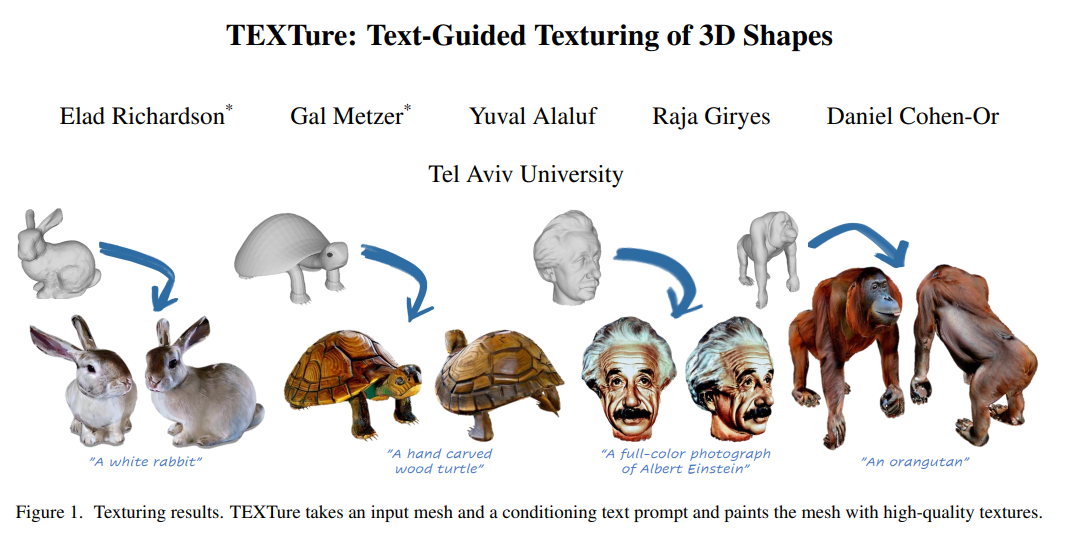 TEXTure: Text-Guided Texturing of 3D Shapes
Elad Richardson* Gal Metzer* Yuval Alaluf Raja Giryes Daniel Cohen-Or
Tel Aviv University
"A white rabbit"
"A hand carved
wood turtle"
"A full-color photograph
of Albert Einstein"
"An orangutan"
Figure 1. Texturing results. TEXTure takes an input mesh and a conditioning text prompt and paints the mesh with high-quality textures.